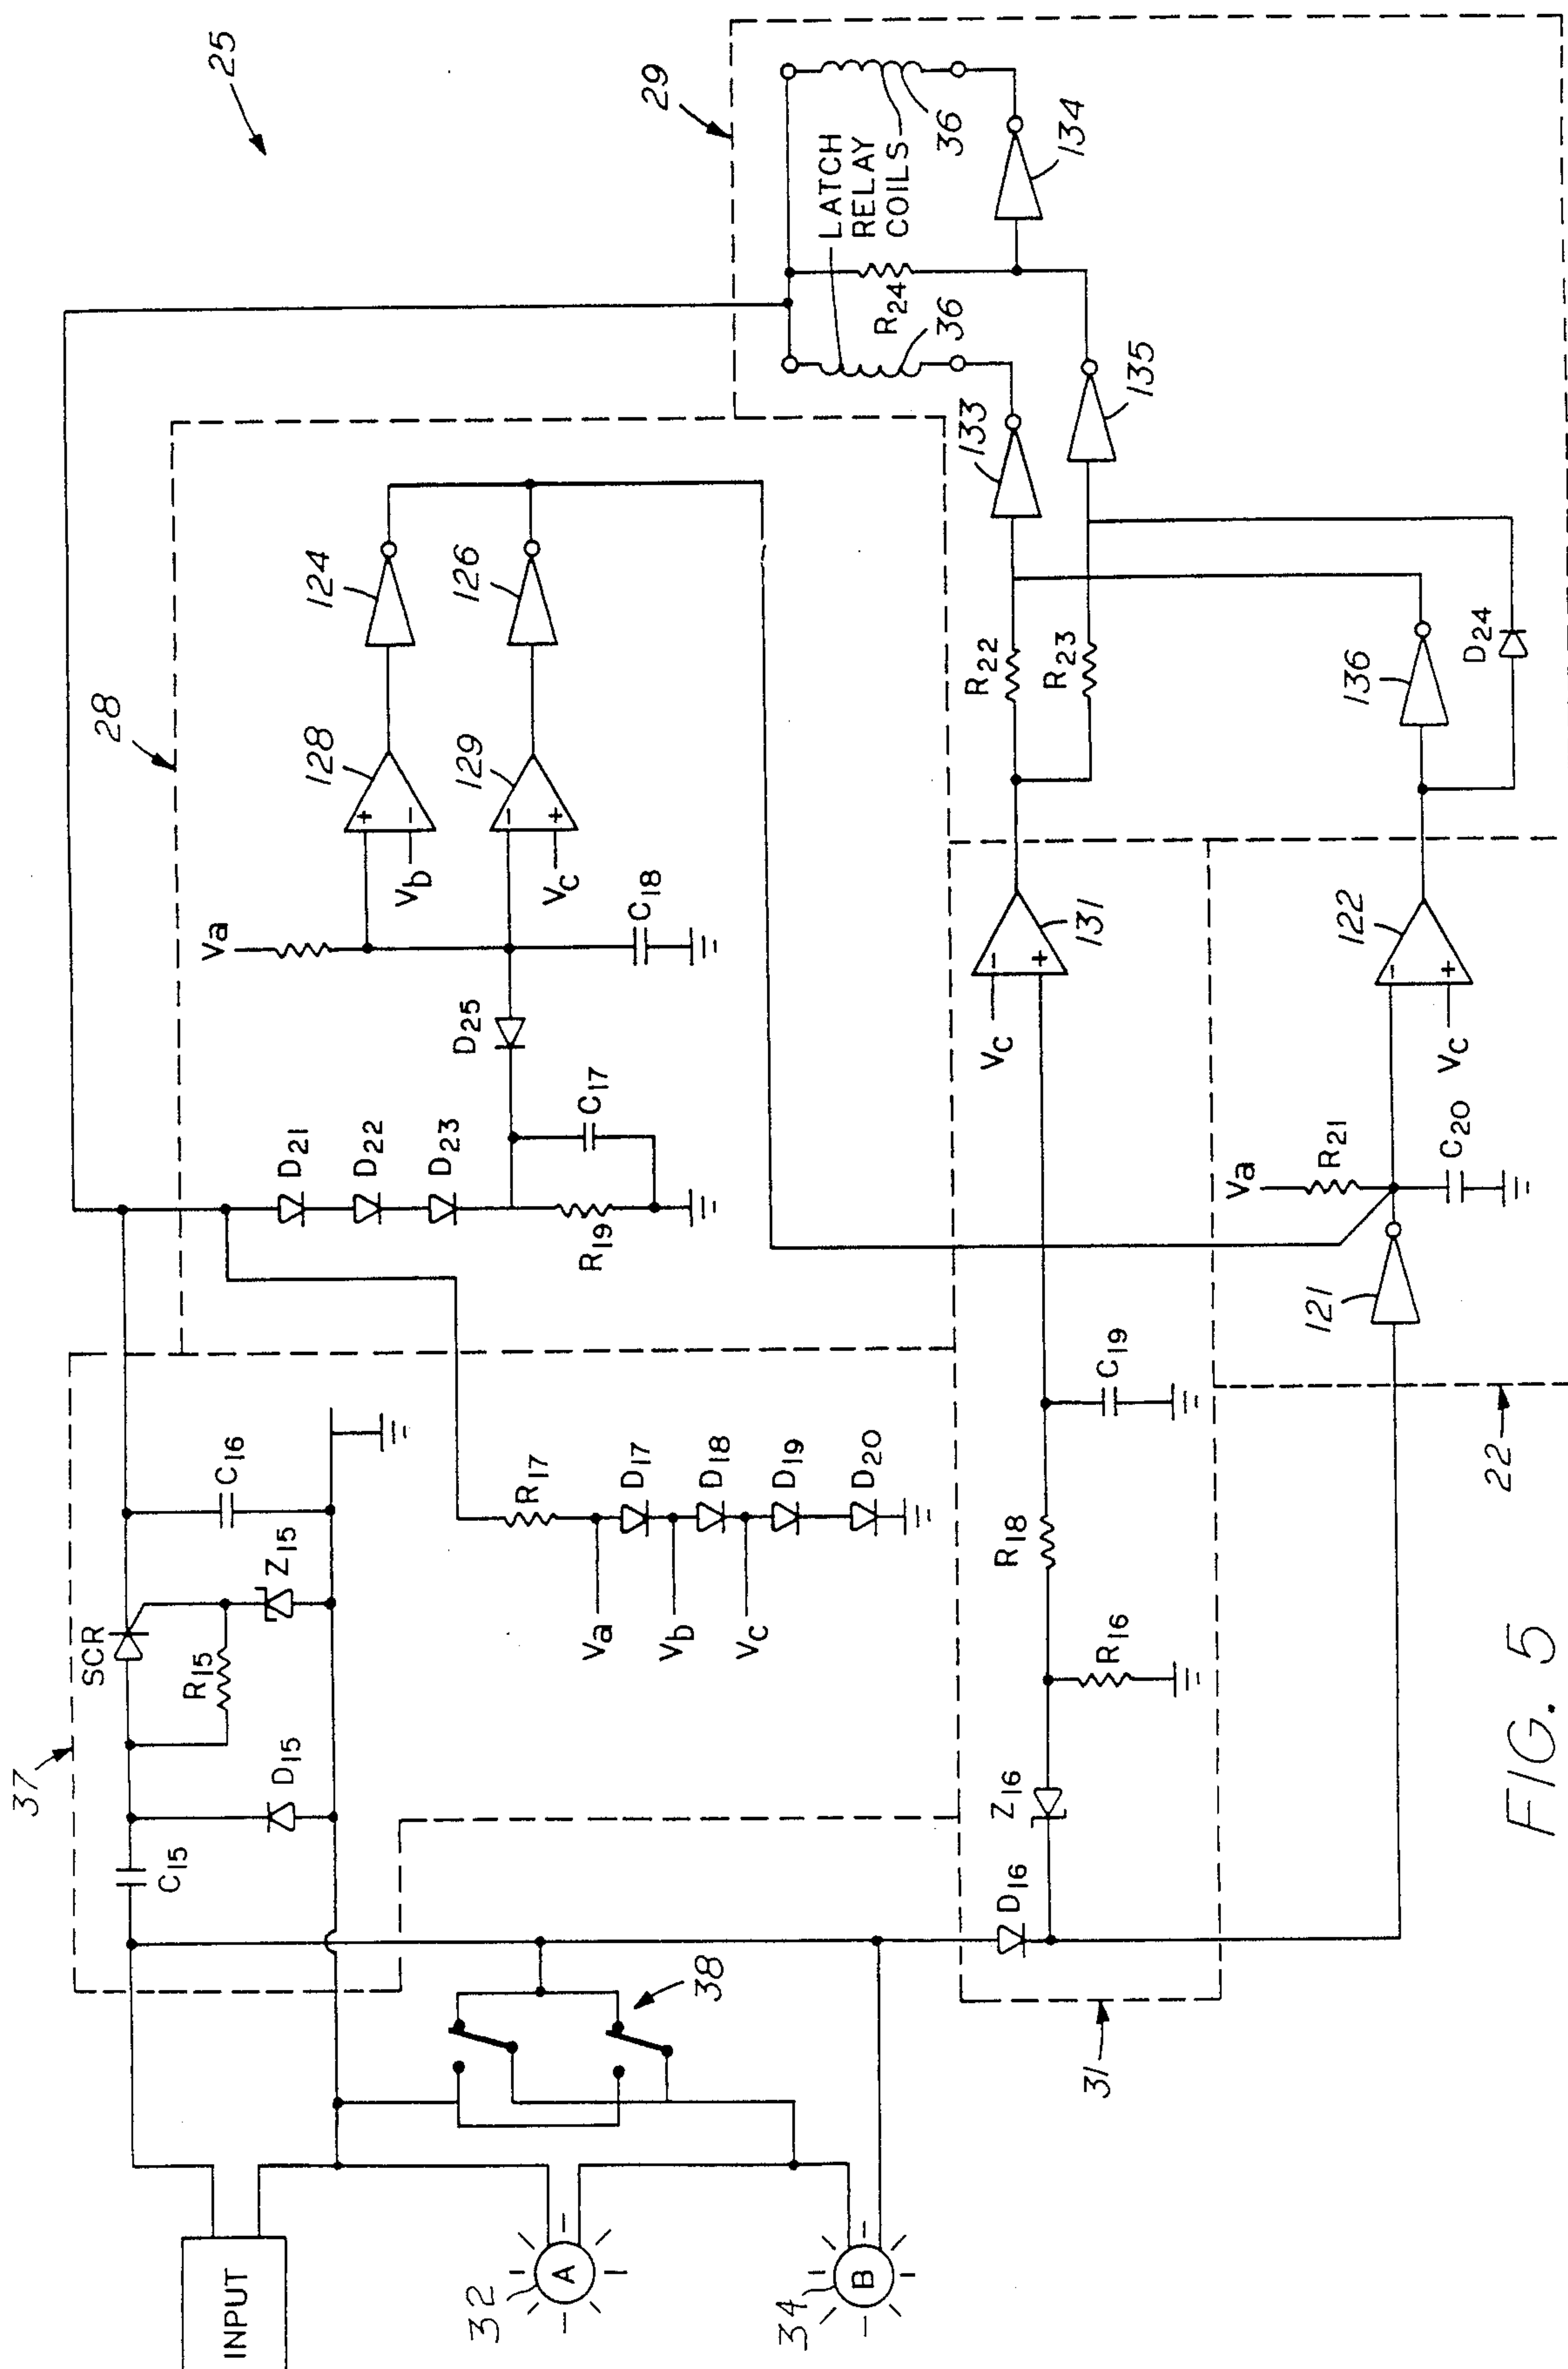 25
29
LATCH
RELAY
COILS
36
36
R24
134
133
135
28
124
126
128
129
+
-
-
+
Vb
Vc
Va
C18
D25
C17
D21
D22
D23
R19
R22
R23
136
D24
131
-
+
Vc
122
-
+
Vc
Va
R21
C20
121
22
37
SCR
C16
Z15
R15
D15
C15
R17
D17
D18
D19
D20
Va
Vb
Vc
C19
R18
R16
Z16
D16
31
38
INPUT
32
A
34
B
FIG. 5